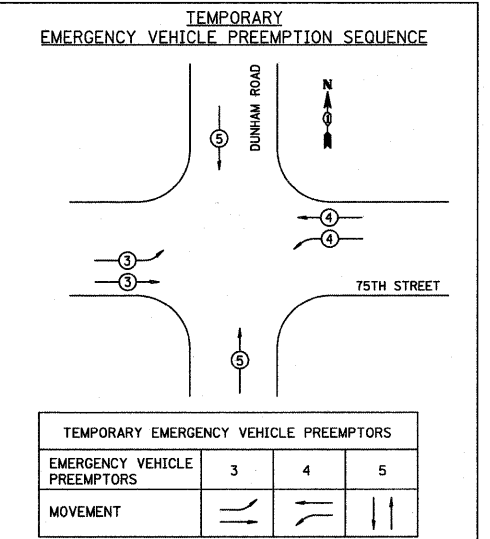 TEMPORARY
EMERGENCY VEHICLE PREEMPTION SEQUENCE
DUNHAM ROAD
N
1
5
4
4
3
3
75TH STREET
5
TEMPORARY EMERGENCY VEHICLE PREEMPTORS
EMERGENCY VEHICLE PREEMPTORS 3 4 5
MOVEMENT